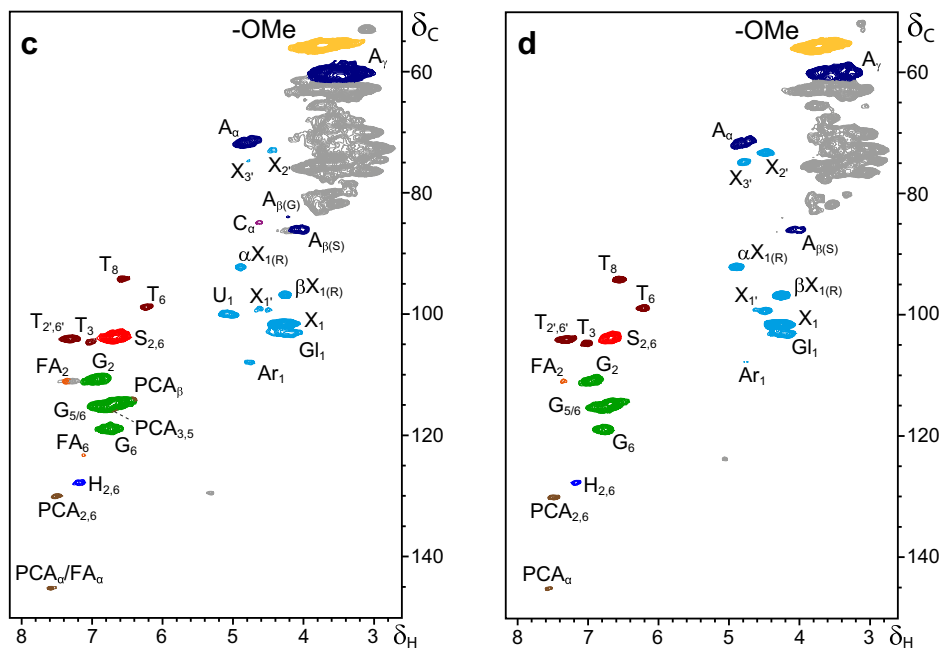 c
-OMe
δC
Aγ
60
Aα
X2'
X3'
80
Aβ(G)
Cα
Aβ(S)
αX1(R)
T8
βX1(R)
T6
U1
X1'
100
X1
T2',6'
T3
S2,6
Gl1
G2
Ar1
FA2
PCAβ
G5/6
PCA3,5
G6
120
FA6
H2,6
PCA2,6
140
PCAα/FAα
8
7
6
5
4
3
δH
d
-OMe
δC
Aγ
60
Aα
X2'
X3'
80
Aβ(S)
αX1(R)
T8
βX1(R)
T6
X1'
100
X1
T2',6'
T3
S2,6
Gl1
G2
Ar1
FA2
G5/6
G6
120
H2,6
PCA2,6
140
PCAα
8
7
6
5
4
3
δH